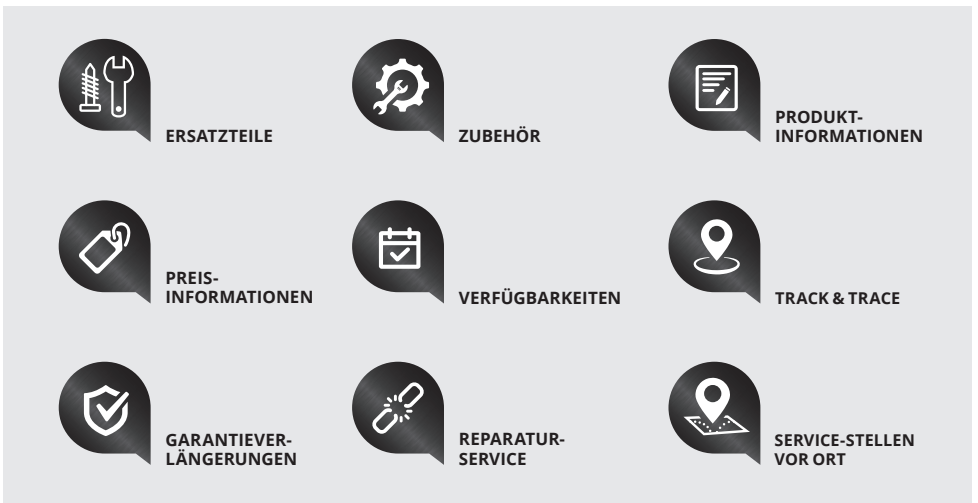 ERSATZTEILE
ZUBEHÖR
PRODUKT-
INFORMATIONEN
PREIS-
INFORMATIONEN
VERFÜGBARKEITEN
TRACK & TRACE
GARANTIEVER-
LÄNGERUNGEN
REPARATUR-
SERVICE
SERVICE-STELLEN
VOR ORT